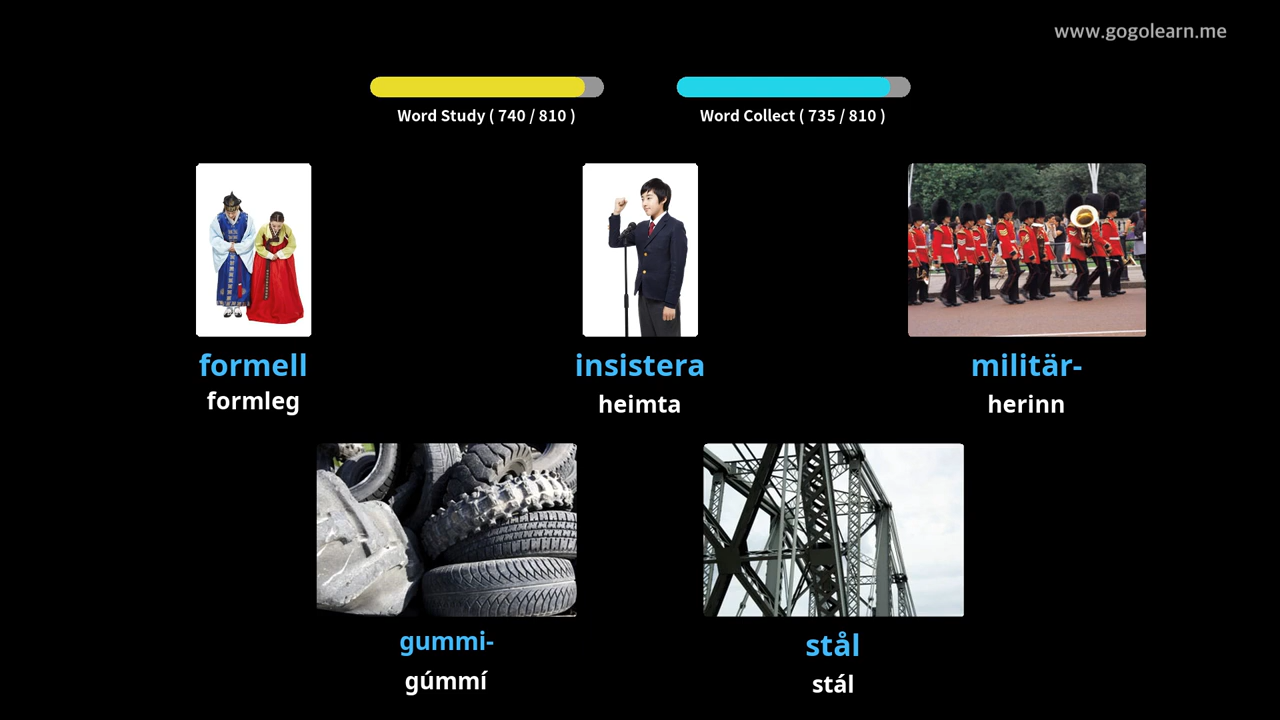 www.gogolearn.me
Word Study ( 740 / 810 )
Word Collect ( 735 / 810 )
formell
formleg
insistera
heimta
militär-
herinn
gummi-
gúmmí
stål
stál